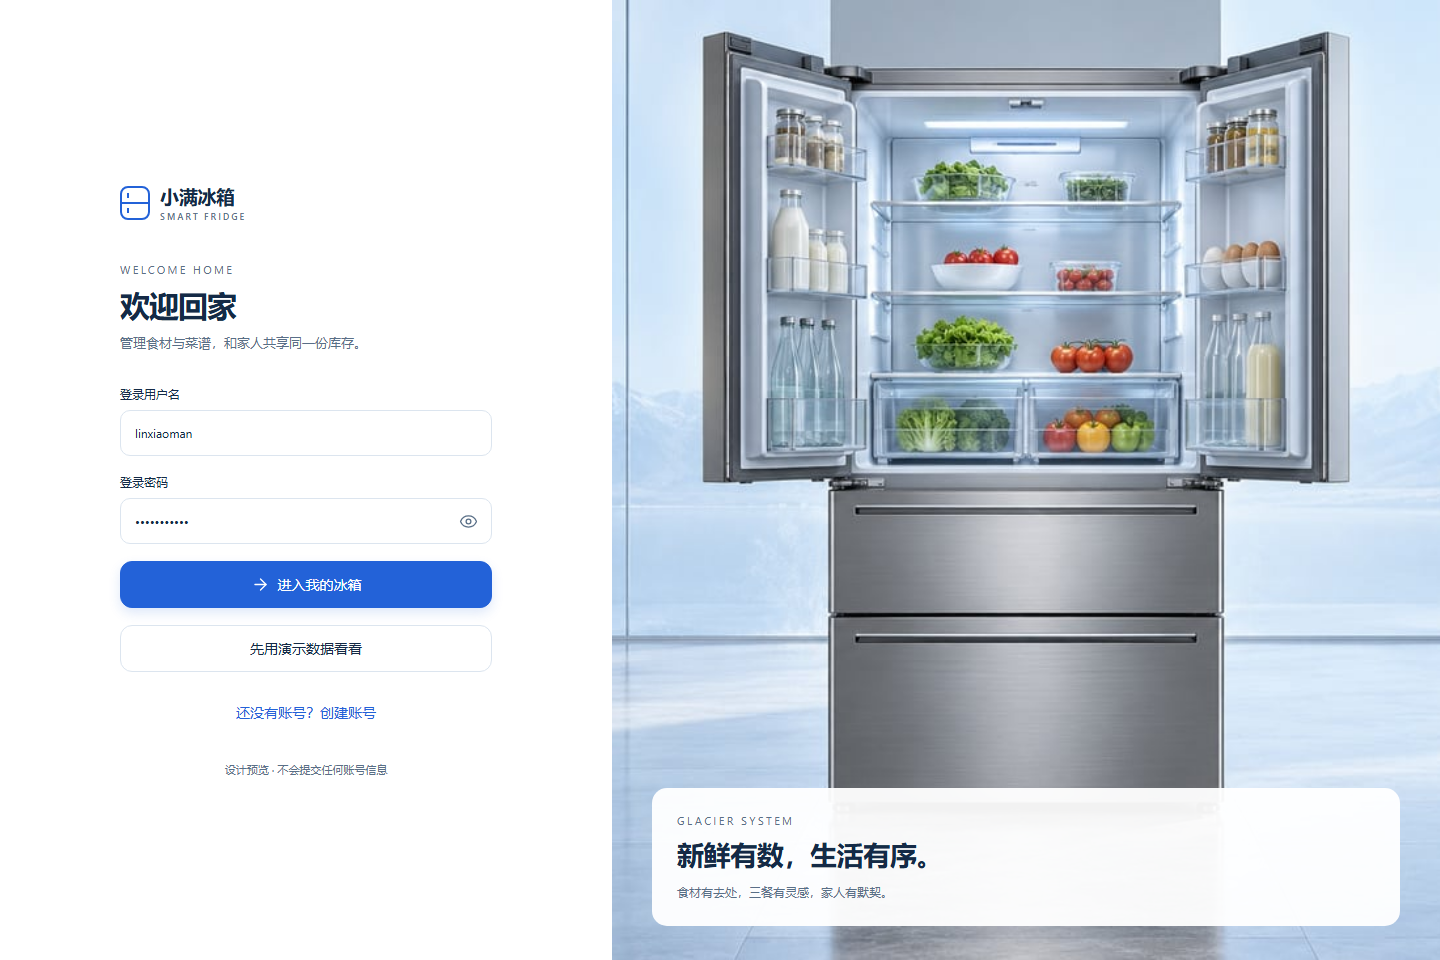 小满冰箱
SMART FRIDGE
WELCOME HOME
欢迎回家
管理食材与菜谱，和家人共享同一份库存。
登录用户名
linxiaoman
登录密码
•••••••••••
进入我的冰箱
先用演示数据看看
还没有账号？创建账号
设计预览 · 不会提交任何账号信息
GLACIER SYSTEM
新鲜有数，生活有序。
食材有去处，三餐有灵感，家人有默契。